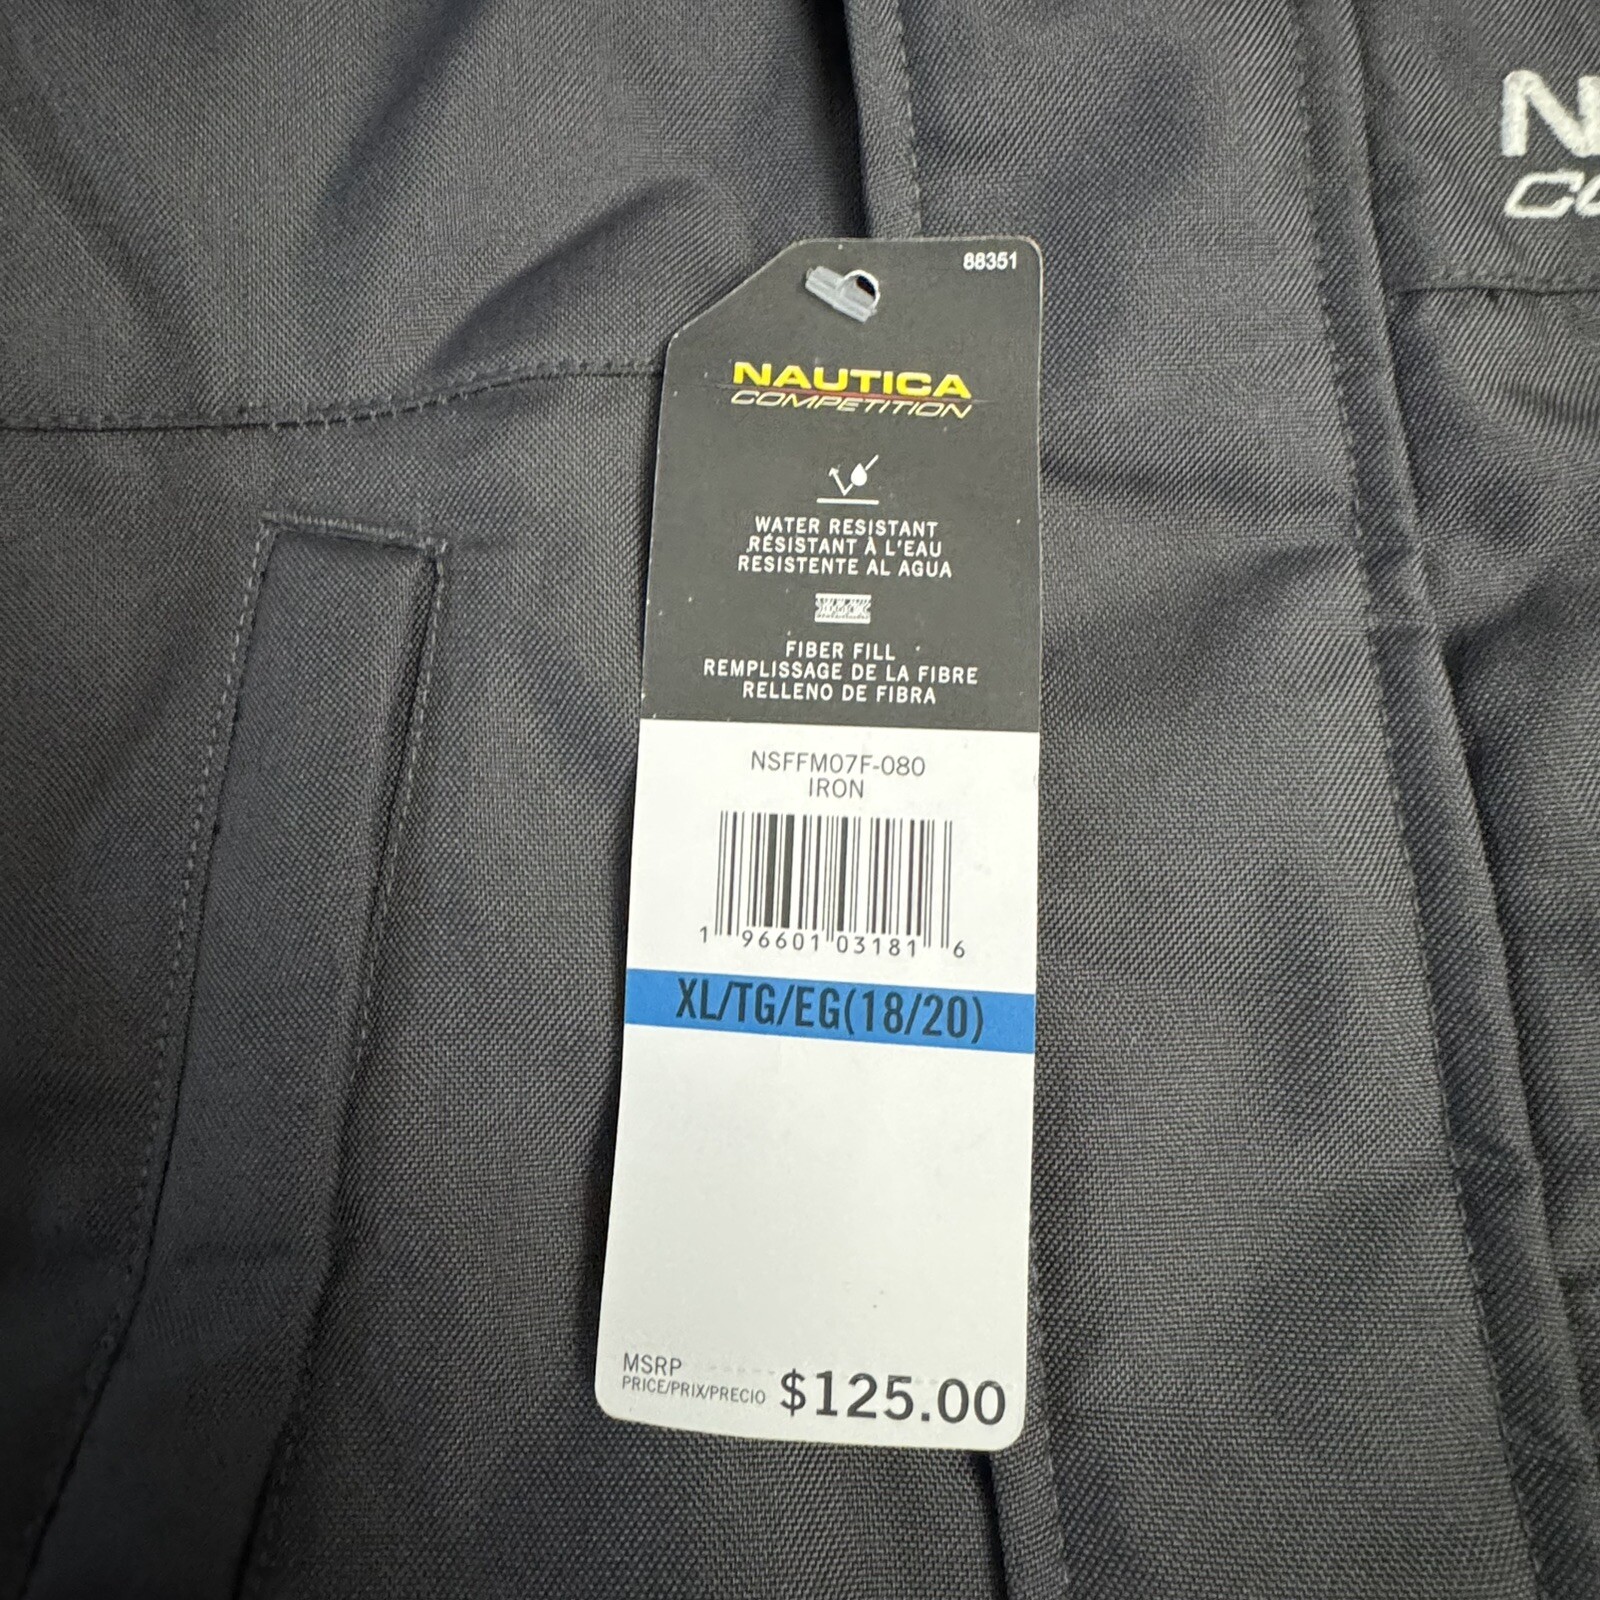 88351
NAUTICA
COMPETITION
WATER RESISTANT
RÉSISTANT À L'EAU
RESISTENTE AL AGUA
FIBER FILL
REMPLISSAGE DE LA FIBRE
RELLENO DE FIBRA
NSFFM07F-080
IRON
1 96601 03181 6
XL/TG/EG(18/20)
MSRP
PRICE/PRIX/PRECIO $125.00
N
CO